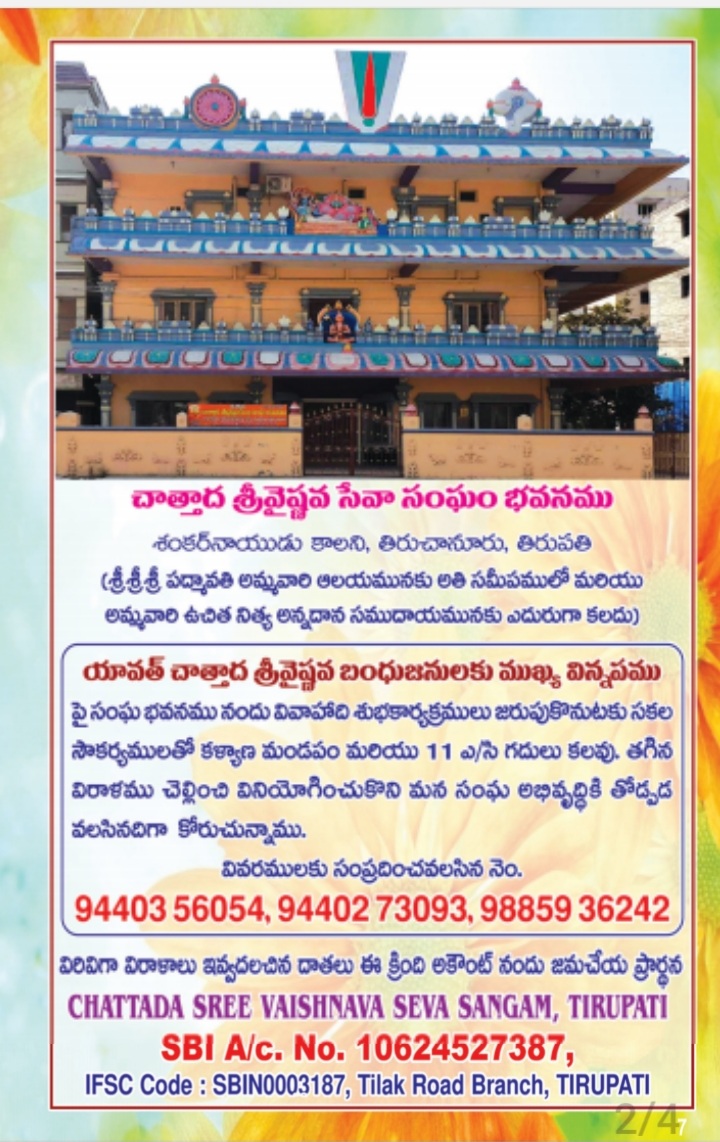 చాత్తాద శ్రీవైష్ణవ సేవా సంఘం భవనము
శంకర్‌నాయుడు కాలని, తిరుచానూరు, తిరుపతి
(శ్రీశ్రీశ్రీ పద్మావతి అమ్మవారి ఆలయమునకు అతి సమీపములో మరియు
అమ్మవారి ఉచిత నిత్య అన్నదాన సముదాయమునకు ఎదురుగా కలదు)
యావత్ చాత్తాద శ్రీవైష్ణవ బంధుజనులకు ముఖ్య విన్నపము
పై సంఘ భవనము నందు వివాహాది శుభకార్యక్రములు జరుపుకొనుటకు సకల
సౌకర్యములతో కళ్యాణ మండపం మరియు 11 ఎ/సి గదులు కలవు. తగిన
విరాళము చెల్లించి వినియోగించుకొని మన సంఘ అభివృద్ధికి తోడ్పడ
వలసినదిగా కోరుచున్నాము.
వివరములకు సంప్రదించవలసిన నెం.
94403 56054, 94402 73093, 98859 36242
విరివిగా విరాళాలు ఇవ్వదలచిన దాతలు ఈ క్రింది అకౌంట్ నందు జమచేయ ప్రార్థన
CHATTADA SREE VAISHNAVA SEVA SANGAM, TIRUPATI
SBI A/c. No. 10624527387,
IFSC Code : SBIN0003187, Tilak Road Branch, TIRUPATI
2/4
7